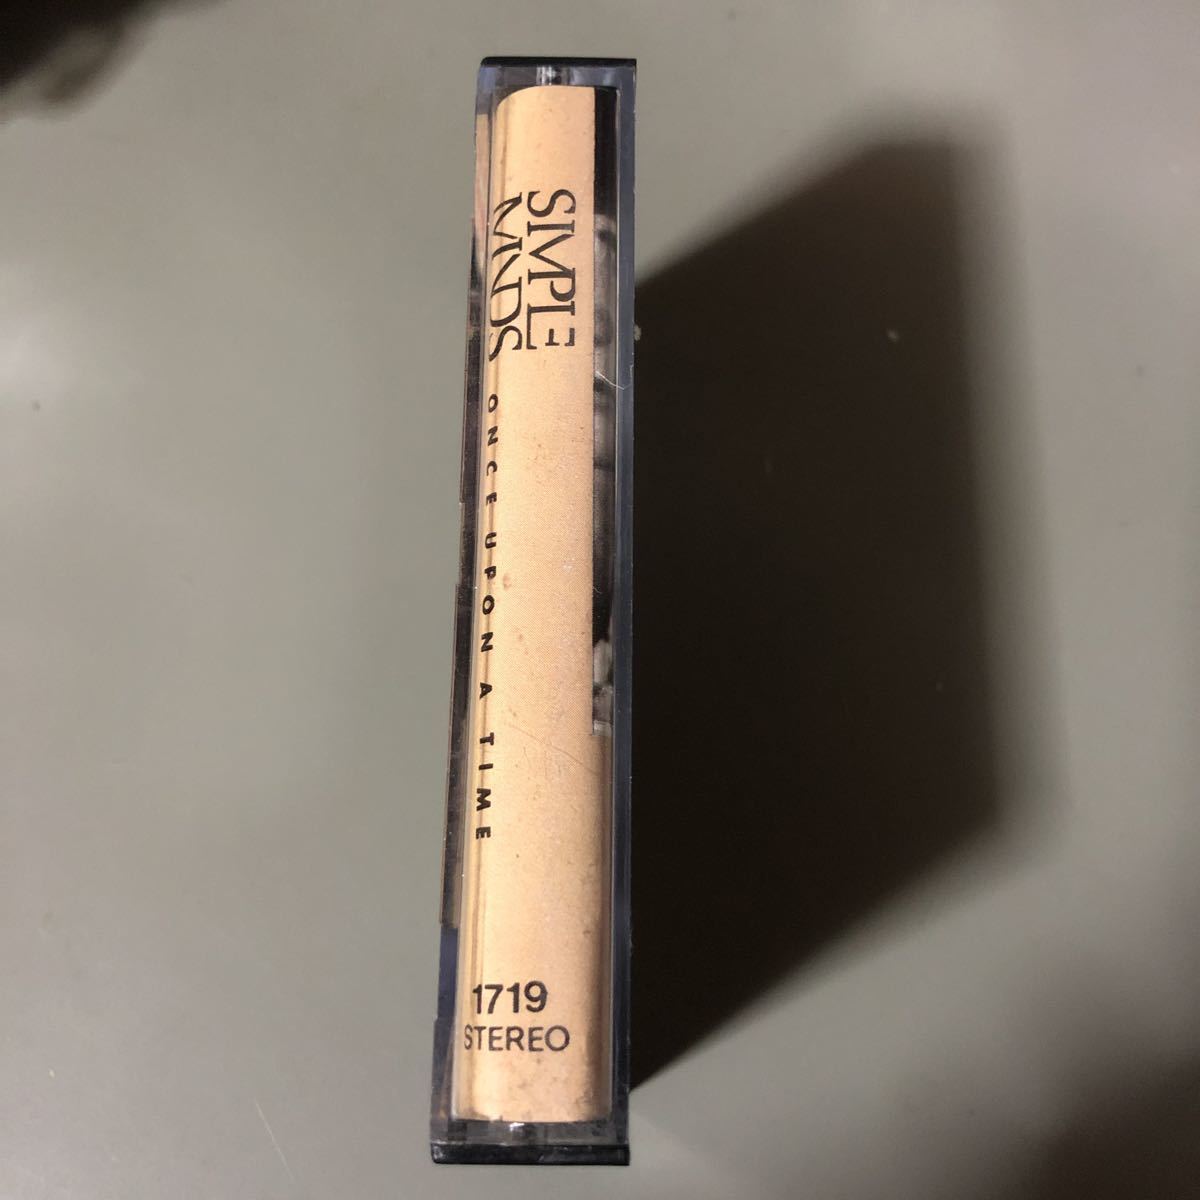 SIMPLE
MINDS
ONCE UPON A TIME
1719
STEREO